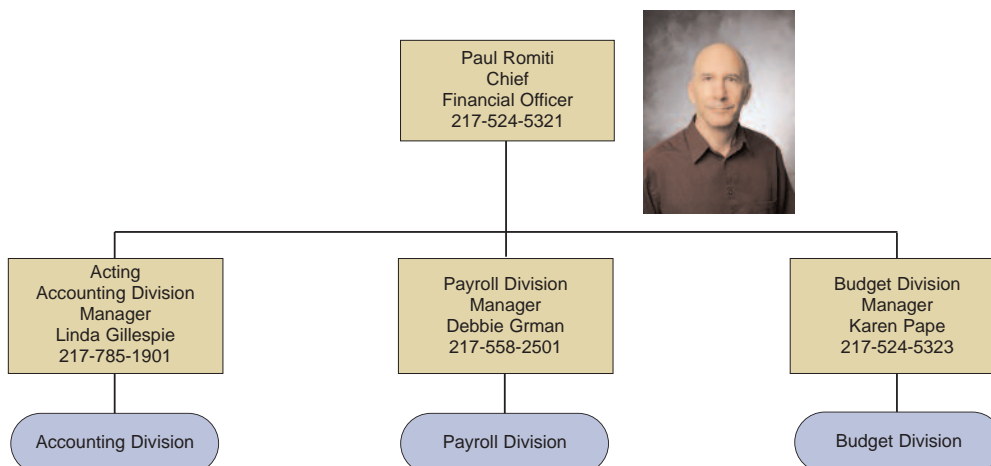 Paul Romiti
Chief
Financial Officer
217-524-5321
Acting
Accounting Division
Manager
Linda Gillespie
217-785-1901
Payroll Division
Manager
Debbie Grman
217-558-2501
Budget Division
Manager
Karen Pape
217-524-5323
Accounting Division
Payroll Division
Budget Division